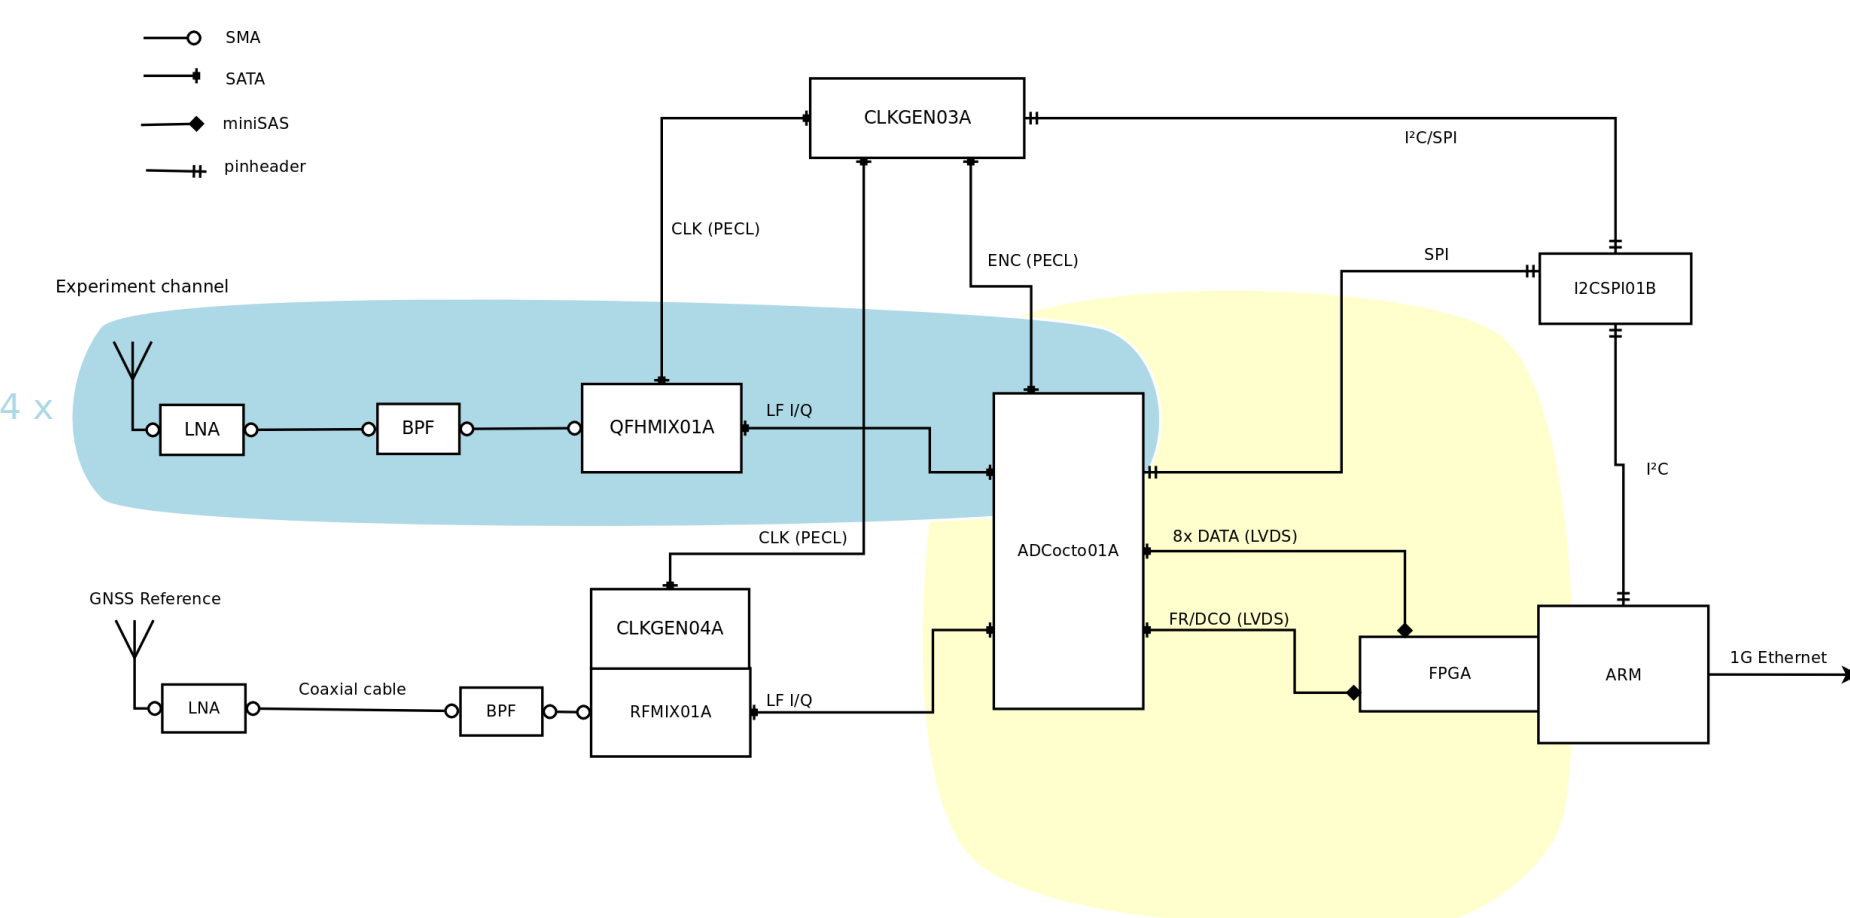 SMA
SATA
miniSAS
pinheader
CLKGEN03A
I²C/SPI
CLK (PECL)
ENC (PECL)
SPI
I2CSPI01B
Experiment channel
4 x
LNA
BPF
QFHMIX01A
LF I/Q
I²C
CLK (PECL)
8x DATA (LVDS)
ADCocto01A
GNSS Reference
CLKGEN04A
FR/DCO (LVDS)
FPGA
ARM
1G Ethernet
LNA
Coaxial cable
BPF
RFMIX01A
LF I/Q